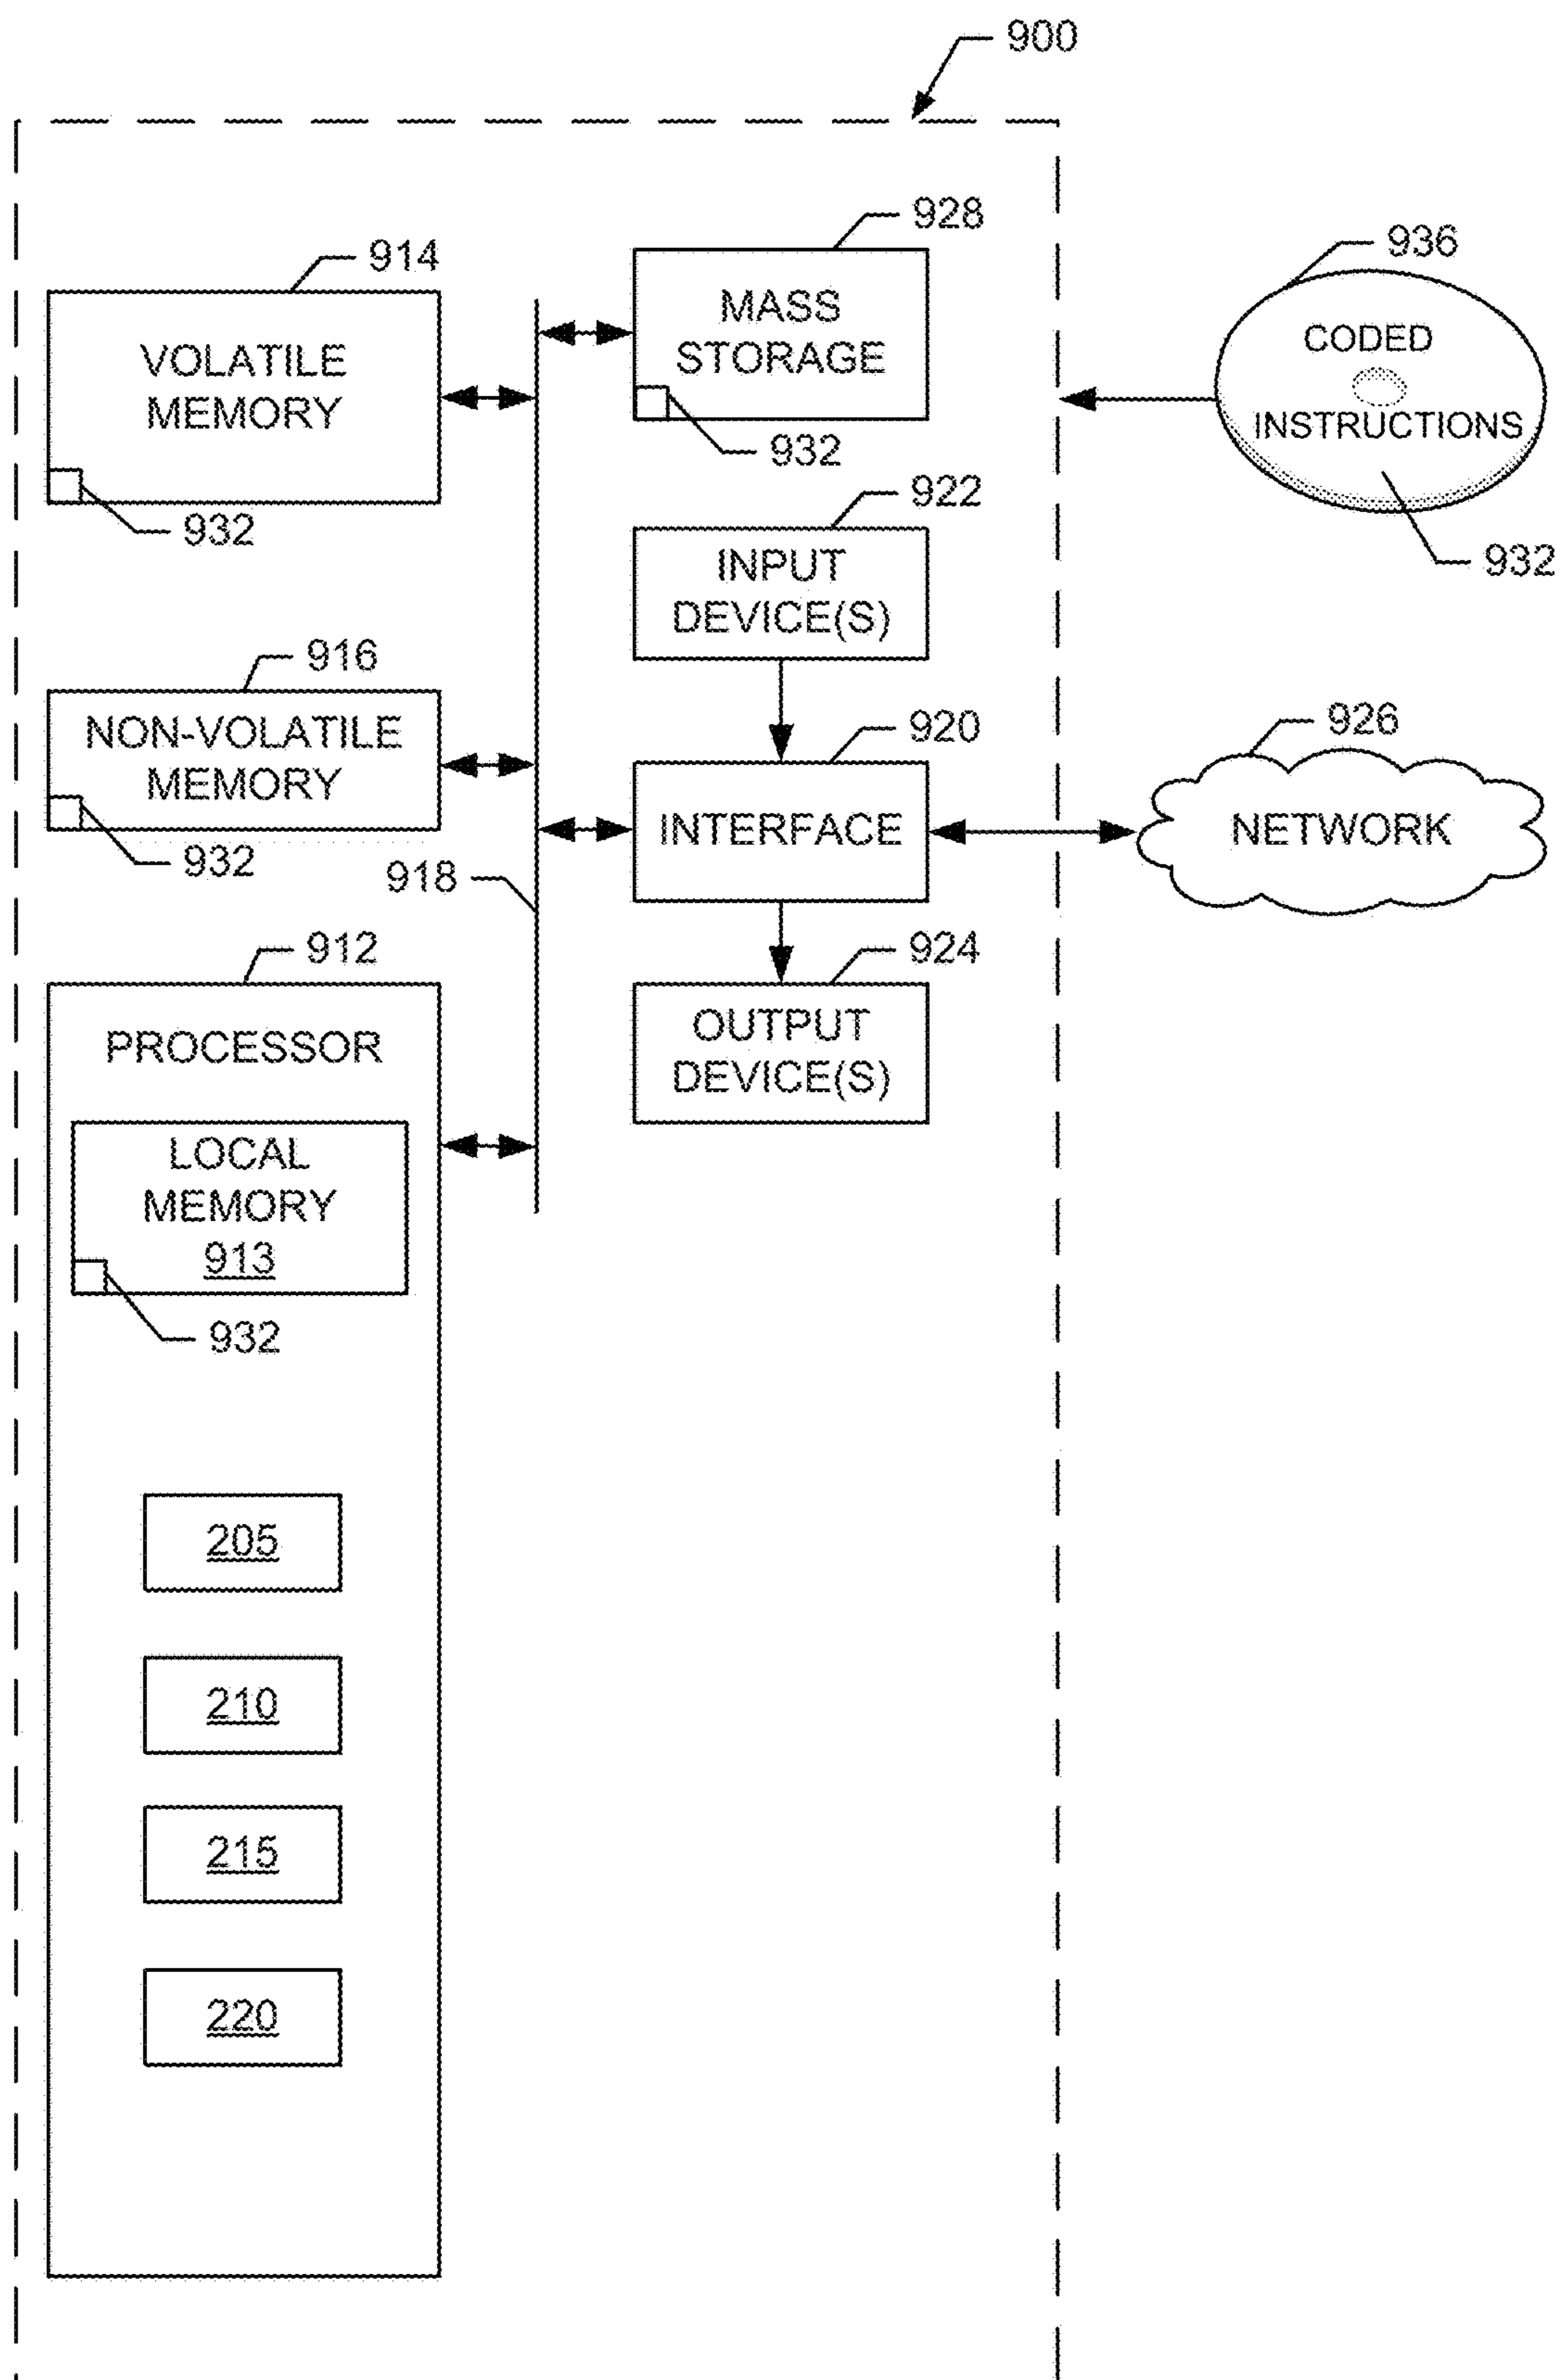 900
928
MASS
STORAGE
932
914
VOLATILE
MEMORY
932
936
CODED
INSTRUCTIONS
932
922
INPUT
DEVICE(S)
916
NON-VOLATILE
MEMORY
932
920
INTERFACE
926
NETWORK
918
912
PROCESSOR
924
OUTPUT
DEVICE(S)
LOCAL
MEMORY
913
932
205
210
215
220